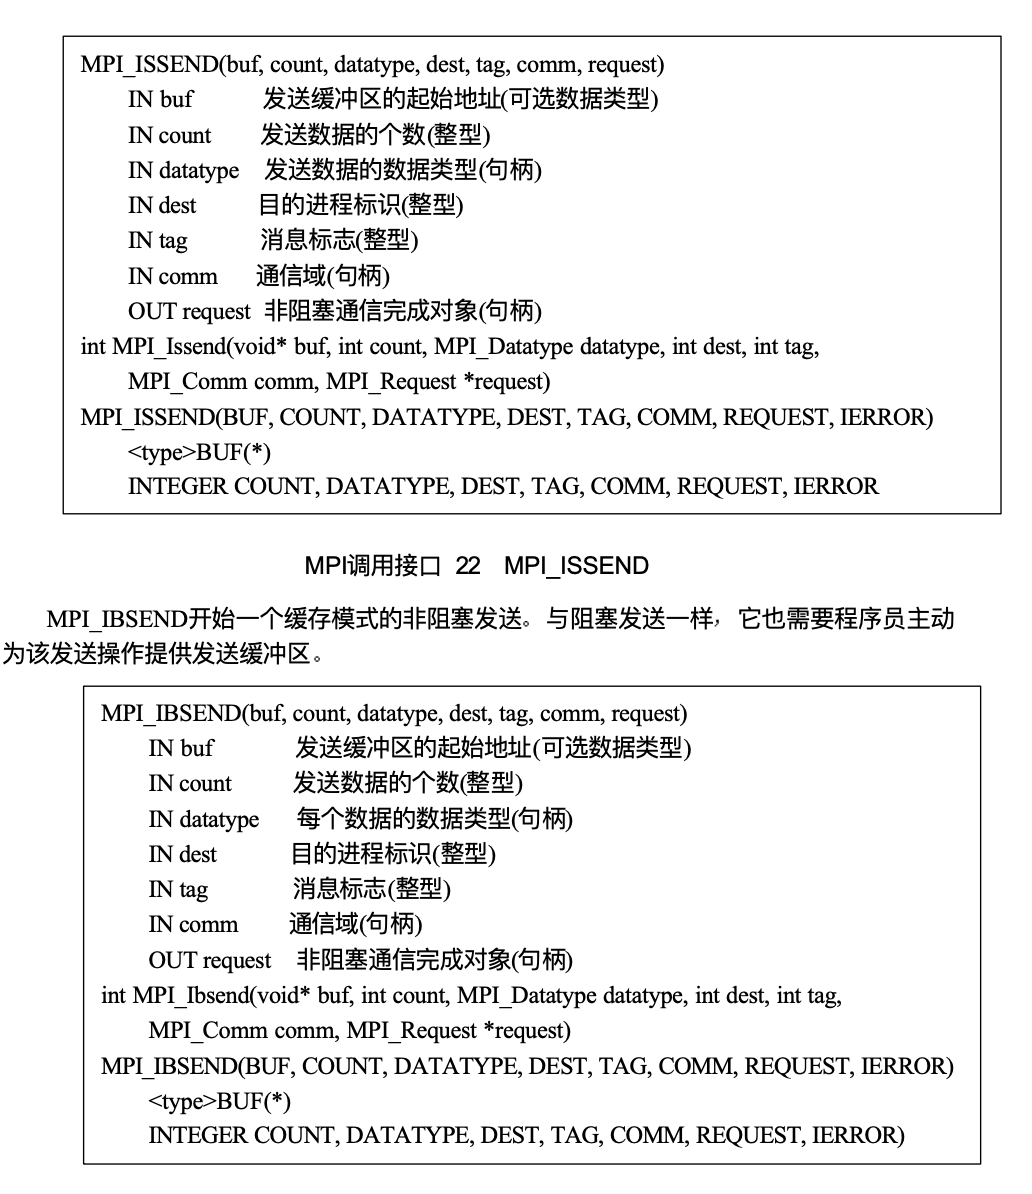 MPI_ISSEND(buf, count, datatype, dest, tag, comm, request)
IN buf 发送缓冲区的起始地址(可选数据类型)
IN count 发送数据的个数(整型)
IN datatype 发送数据的数据类型(句柄)
IN dest 目的进程标识(整型)
IN tag 消息标志(整型)
IN comm 通信域(句柄)
OUT request 非阻塞通信完成对象(句柄)
int MPI_Issend(void* buf, int count, MPI_Datatype datatype, int dest, int tag,
MPI_Comm comm, MPI_Request *request)
MPI_ISSEND(BUF, COUNT, DATATYPE, DEST, TAG, COMM, REQUEST, IERROR)
<type>BUF(*)
INTEGER COUNT, DATATYPE, DEST, TAG, COMM, REQUEST, IERROR
MPI调用接口 22 MPI_ISSEND
MPI_IBSEND开始一个缓存模式的非阻塞发送。与阻塞发送一样，它也需要程序员主动
为该发送操作提供发送缓冲区。
MPI_IBSEND(buf, count, datatype, dest, tag, comm, request)
IN buf 发送缓冲区的起始地址(可选数据类型)
IN count 发送数据的个数(整型)
IN datatype 每个数据的数据类型(句柄)
IN dest 目的进程标识(整型)
IN tag 消息标志(整型)
IN comm 通信域(句柄)
OUT request 非阻塞通信完成对象(句柄)
int MPI_Ibsend(void* buf, int count, MPI_Datatype datatype, int dest, int tag,
MPI_Comm comm, MPI_Request *request)
MPI_IBSEND(BUF, COUNT, DATATYPE, DEST, TAG, COMM, REQUEST, IERROR)
<type>BUF(*)
INTEGER COUNT, DATATYPE, DEST, TAG, COMM, REQUEST, IERROR)